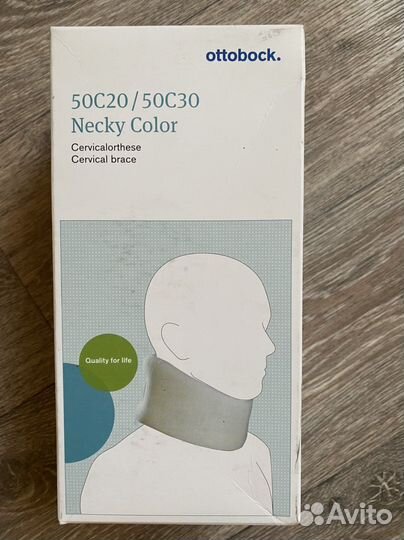 ottobock.
50C20/50C30
Necky Color
Cervicalorthese
Cervical brace
Quality for life
Avito